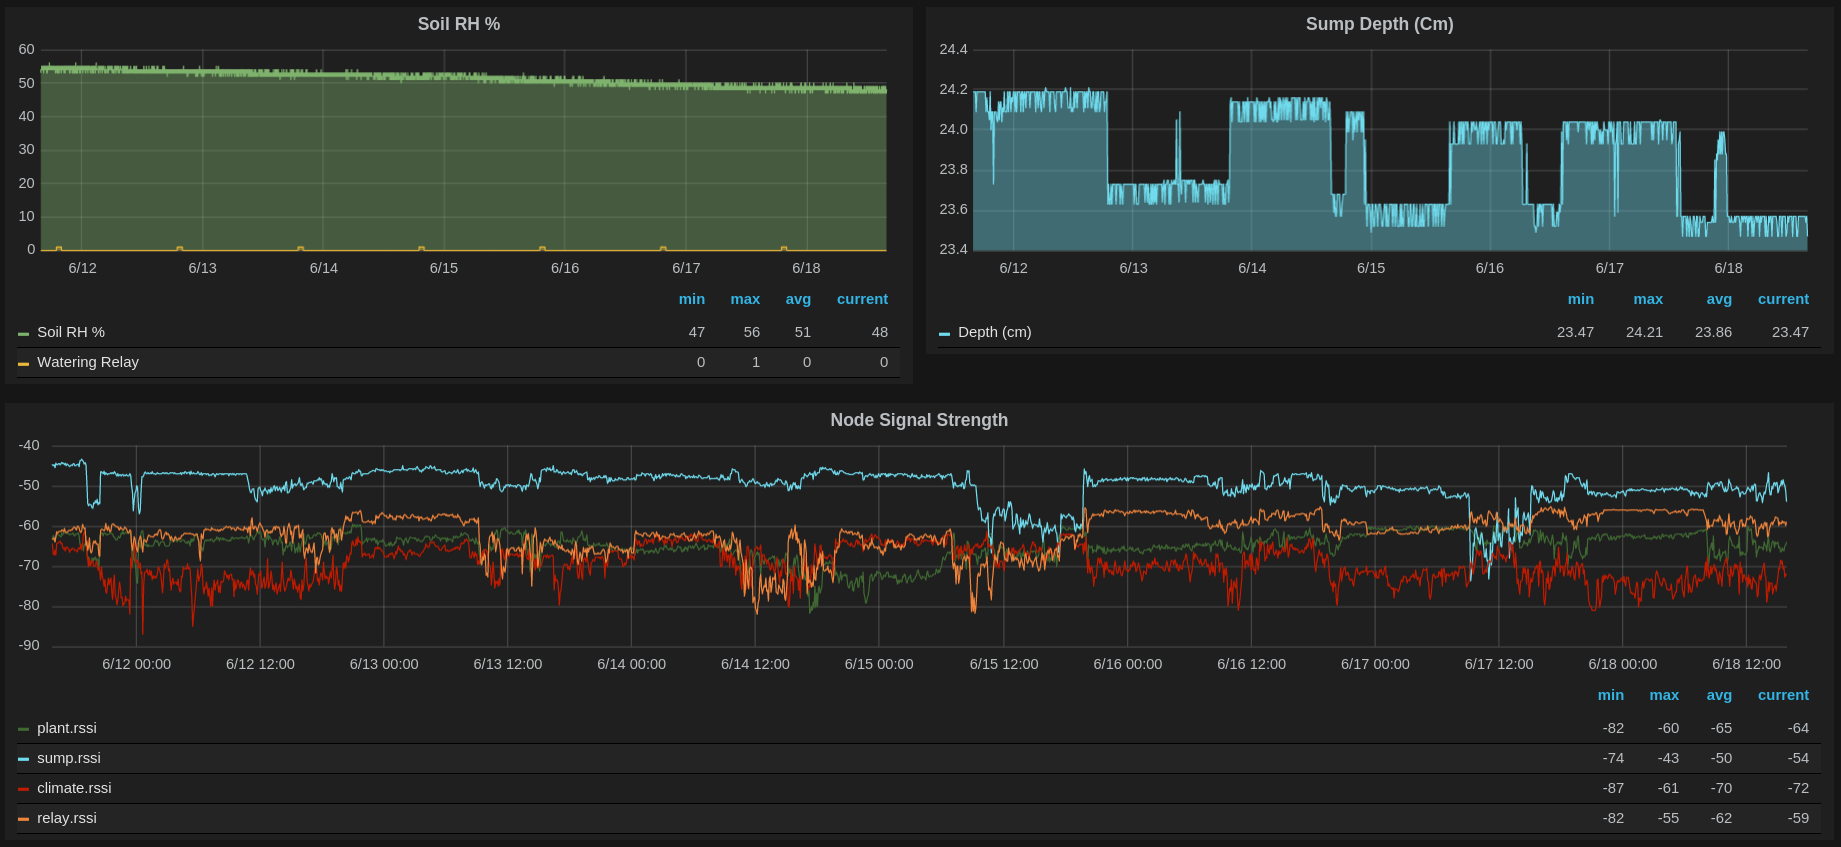 Soil RH %
60
50
40
30
20
10
0
6/12 6/13 6/14 6/15 6/16 6/17 6/18
min max avg current
Soil RH % 47 56 51 48
Watering Relay 0 1 0 0
Sump Depth (Cm)
24.4
24.2
24.0
23.8
23.6
23.4
6/12 6/13 6/14 6/15 6/16 6/17 6/18
min max avg current
Depth (cm) 23.47 24.21 23.86 23.47
Node Signal Strength
-40
-50
-60
-70
-80
-90
6/12 00:00 6/12 12:00 6/13 00:00 6/13 12:00 6/14 00:00 6/14 12:00 6/15 00:00 6/15 12:00 6/16 00:00 6/16 12:00 6/17 00:00 6/17 12:00 6/18 00:00 6/18 12:00
min max avg current
plant.rssi -82 -60 -65 -64
sump.rssi -74 -43 -50 -54
climate.rssi -87 -61 -70 -72
relay.rssi -82 -55 -62 -59